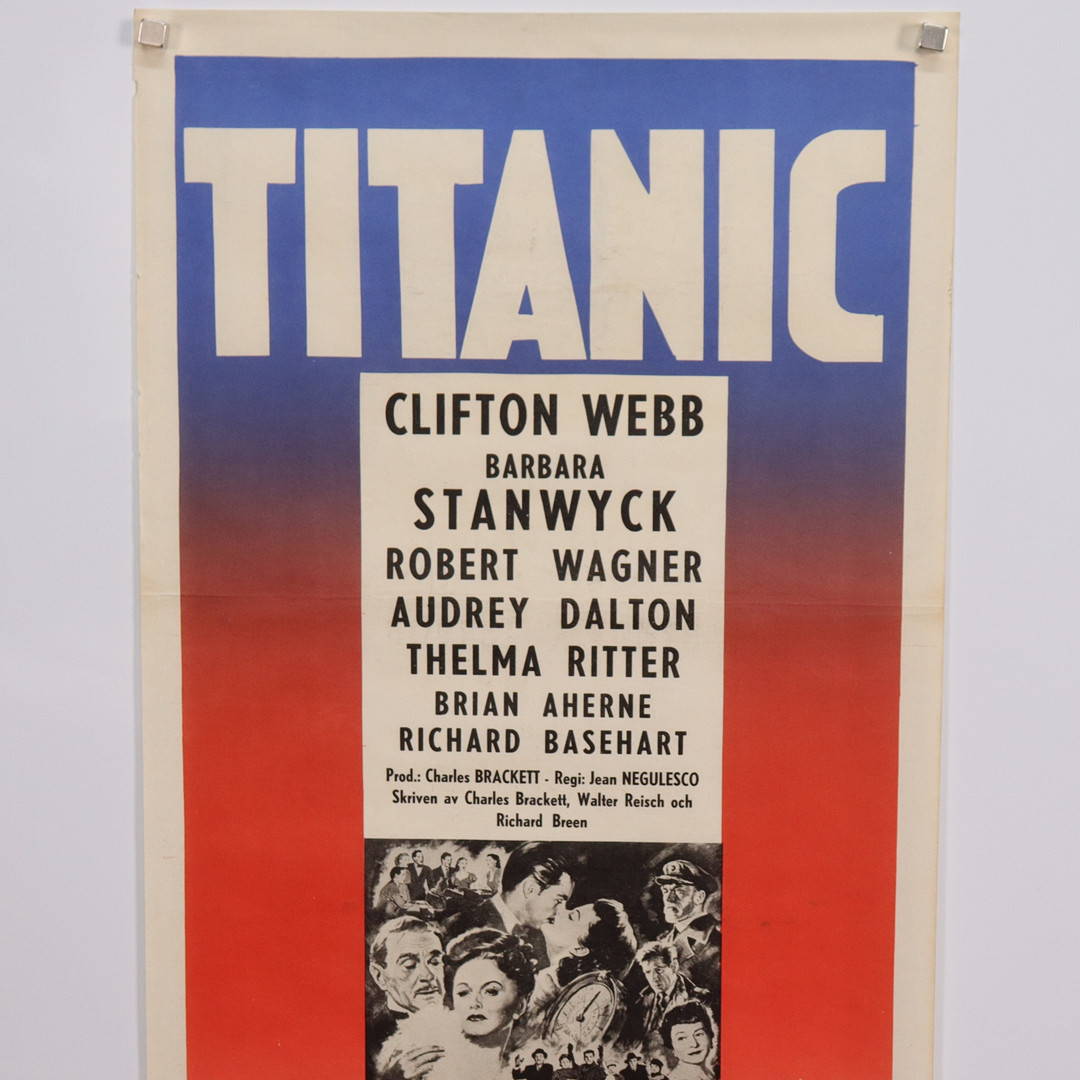 TITANIC
CLIFTON WEBB
BARBARA
STANWYCK
ROBERT WAGNER
AUDREY DALTON
THELMA RITTER
BRIAN AHERNE
RICHARD BASEHART
Prod.: Charles BRACKETT - Regi: Jean NEGULESCO
Skriven av Charles Brackett, Walter Reisch och
Richard Breen